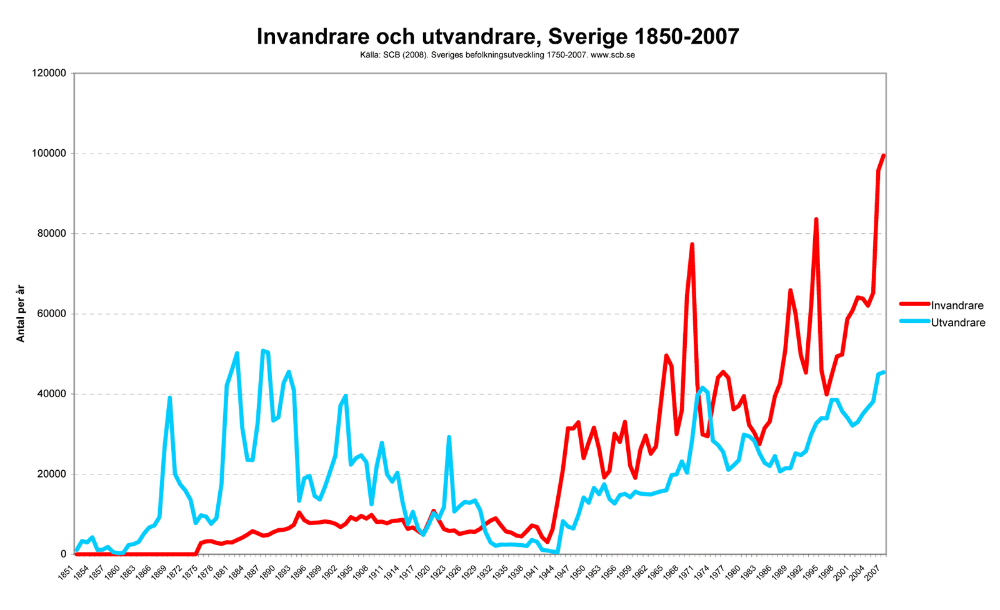 Invandrare och utvandrare, Sverige 1850-2007
Källa: SCB (2008). Sveriges befolkningsutveckling 1750-2007. www.scb.se
120000
100000
80000
60000
40000
20000
0
Antal per år
Invandrare
Utvandrare
1851 1854 1857 1860 1863 1866 1869 1872 1875 1878 1881 1884 1887 1890 1893 1896 1899 1902 1905 1908 1911 1914 1917 1920 1923 1926 1929 1932 1935 1938 1941 1944 1947 1950 1953 1956 1959 1962 1965 1968 1971 1974 1977 1980 1983 1986 1989 1992 1995 1998 2001 2004 2007